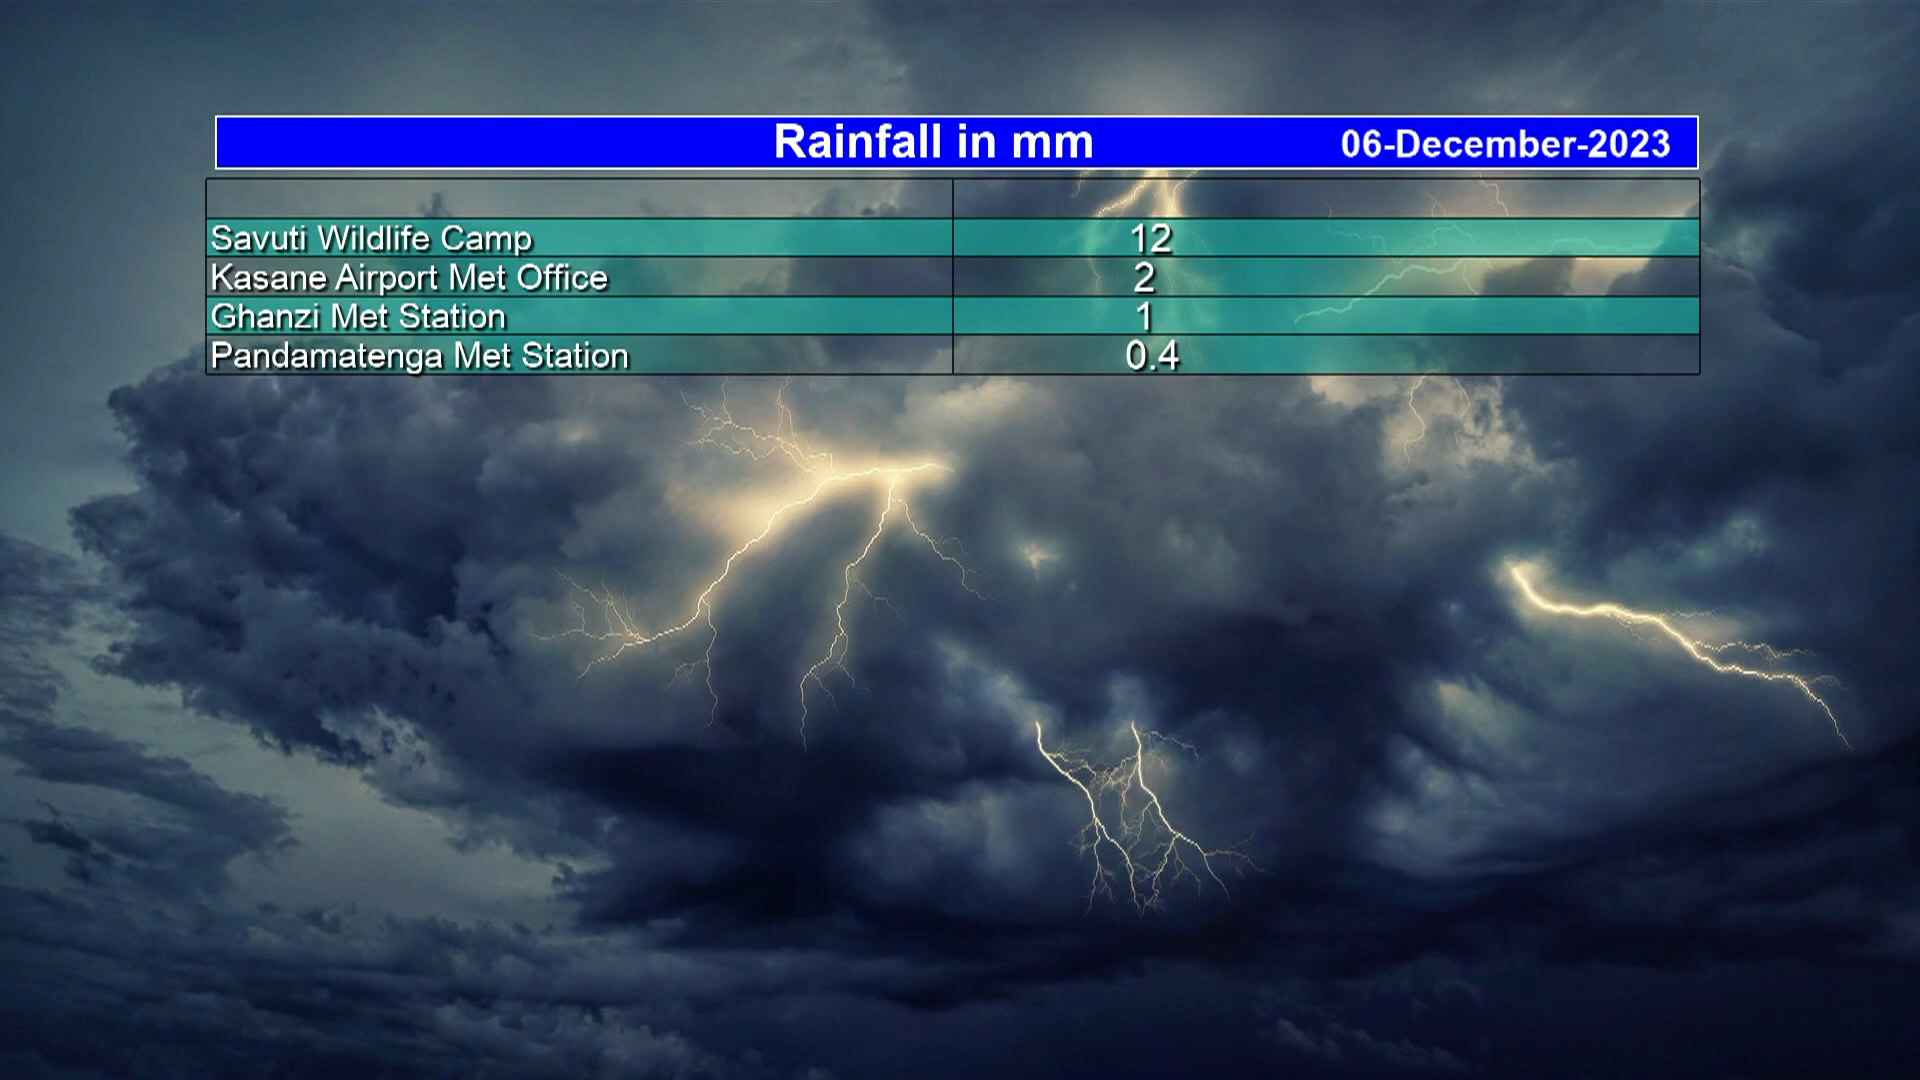 Rainfall in mm 06-December-2023
Savuti Wildlife Camp 12
Kasane Airport Met Office 2
Ghanzi Met Station 1
Pandamatenga Met Station 0.4